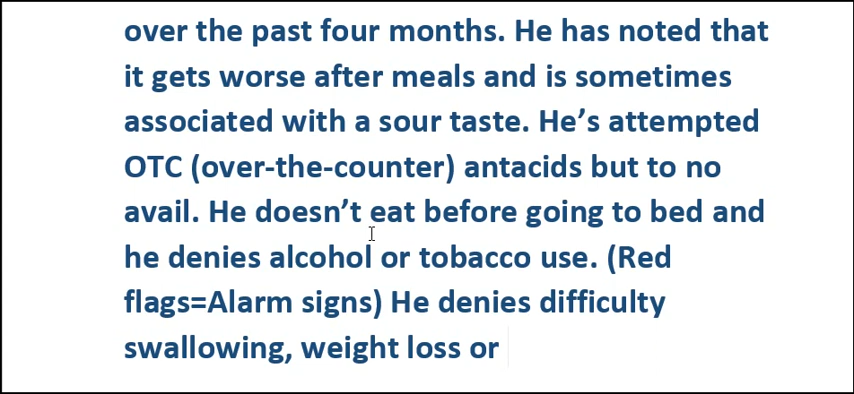 over the past four months. He has noted that
it gets worse after meals and is sometimes
associated with a sour taste. He’s attempted
OTC (over-the-counter) antacids but to no
avail. He doesn’t eat before going to bed and
he denies alcohol or tobacco use. (Red
flags=Alarm signs) He denies difficulty
swallowing, weight loss or